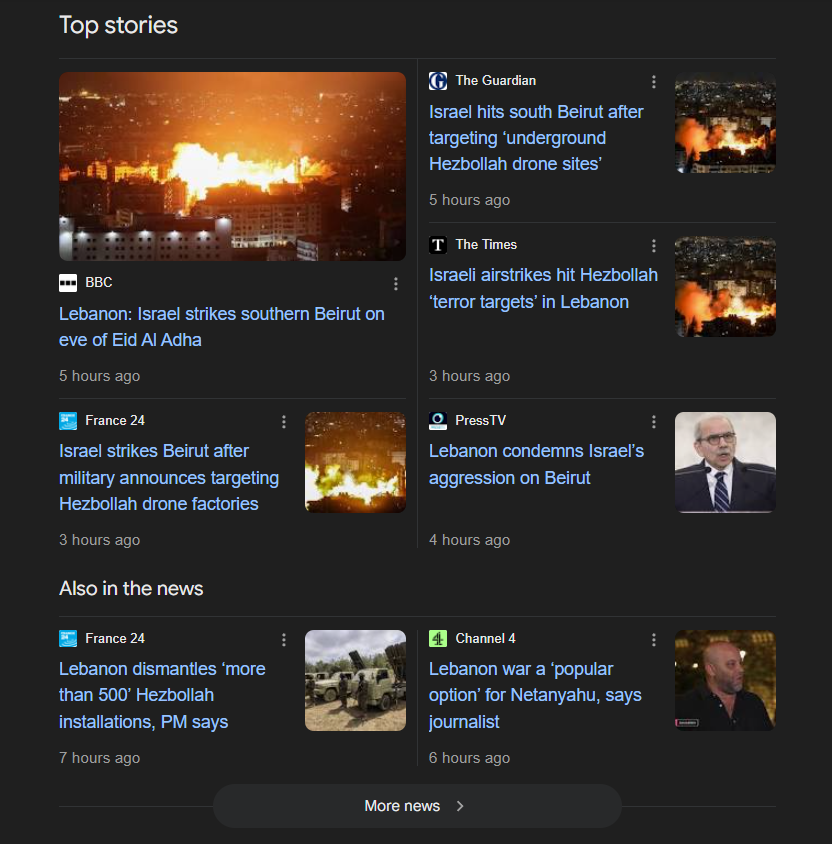 Top stories
BBC
Lebanon: Israel strikes southern Beirut on
eve of Eid Al Adha
5 hours ago
The Guardian
Israel hits south Beirut after
targeting ‘underground
Hezbollah drone sites’
5 hours ago
T
The Times
Israeli airstrikes hit Hezbollah
‘terror targets’ in Lebanon
3 hours ago
FRANCE
24
France 24
Israel strikes Beirut after
military announces targeting
Hezbollah drone factories
3 hours ago
PressTV
Lebanon condemns Israel’s
aggression on Beirut
4 hours ago
Also in the news
FRANCE
24
France 24
Lebanon dismantles ‘more
than 500’ Hezbollah
installations, PM says
7 hours ago
4
Channel 4
Lebanon war a ‘popular
option’ for Netanyahu, says
journalist
6 hours ago
More news